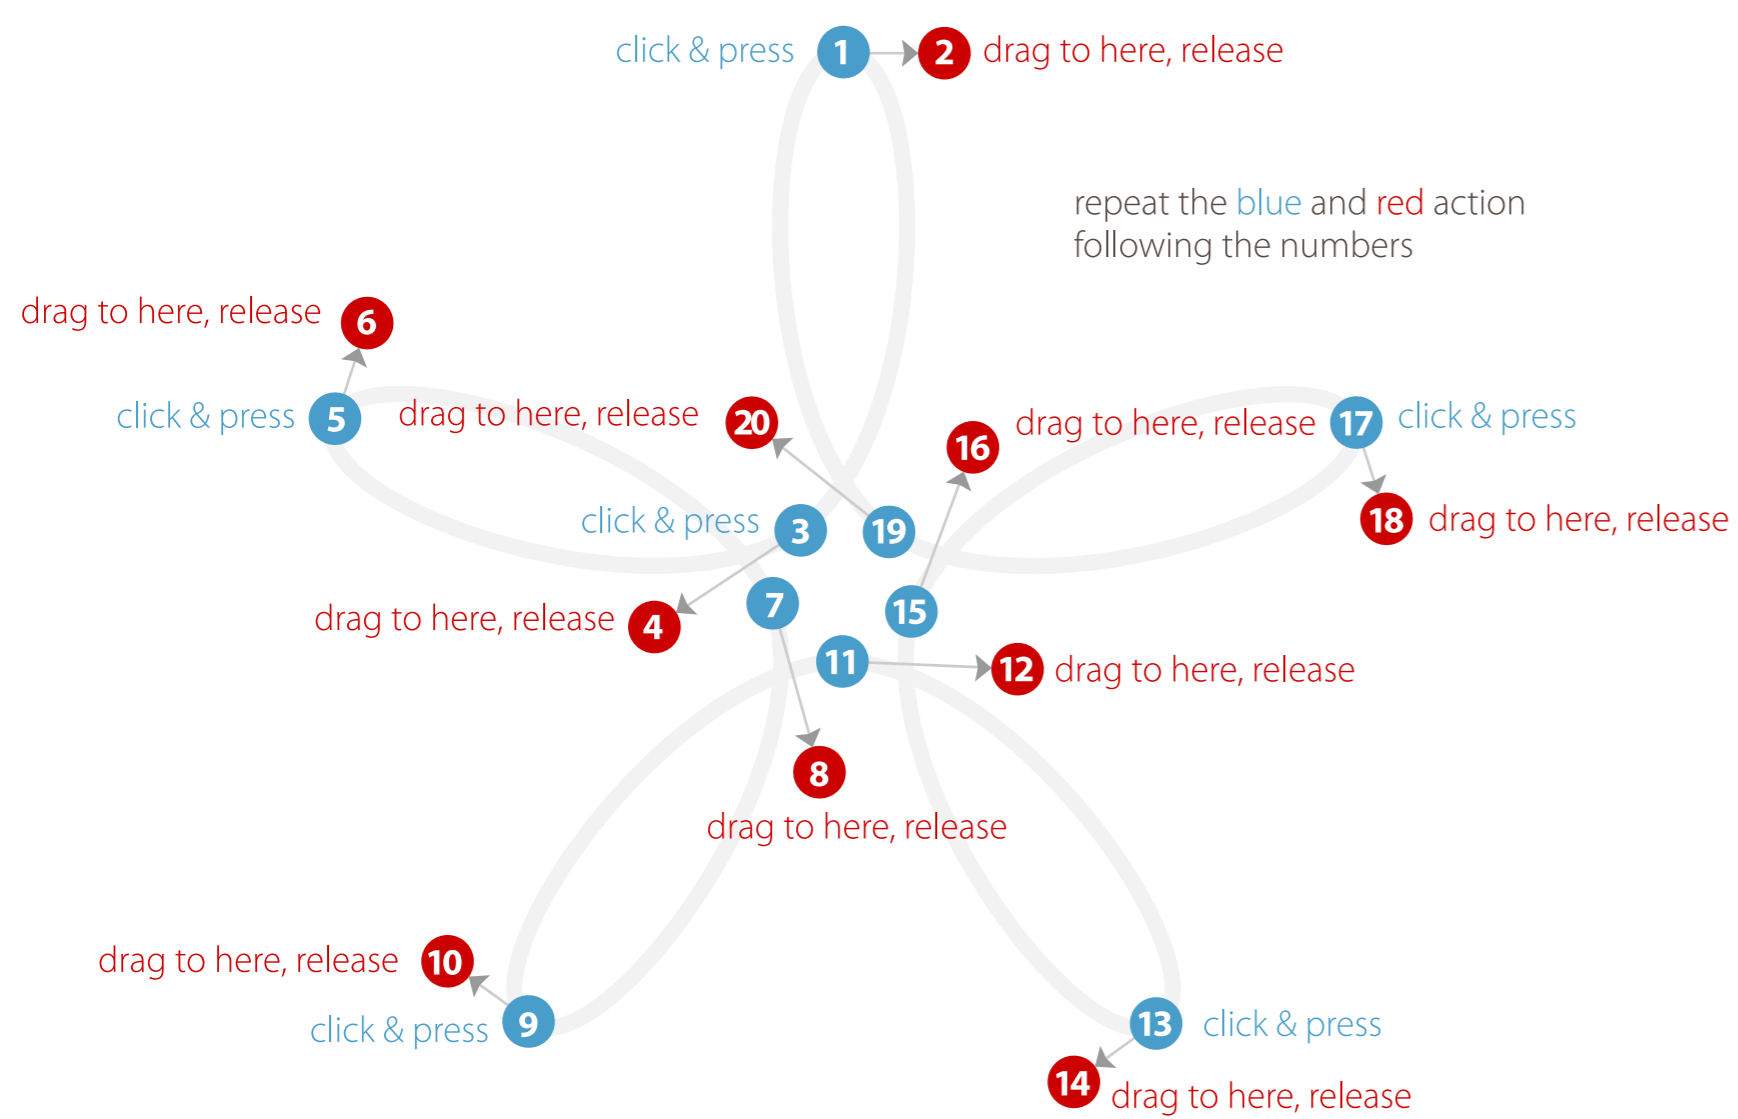 click & press 1 2 drag to here, release
repeat the blue and red action
following the numbers
drag to here, release 6
click & press 5
drag to here, release 20
16 drag to here, release
17 click & press
click & press 3
19
18 drag to here, release
drag to here, release 4
7
15
11
12 drag to here, release
8
drag to here, release
drag to here, release 10
click & press 9
13 click & press
14 drag to here, release